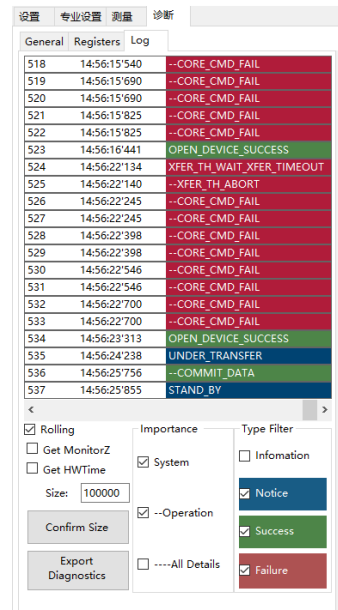 设置 专业设置 测量 诊断
General Registers Log
518 14:56:15'540 --CORE_CMD_FAIL
519 14:56:15'690 --CORE_CMD_FAIL
520 14:56:15'690 --CORE_CMD_FAIL
521 14:56:15'825 --CORE_CMD_FAIL
522 14:56:15'825 --CORE_CMD_FAIL
523 14:56:16'441 OPEN_DEVICE_SUCCESS
524 14:56:22'134 XFER_TH_WAIT_XFER_TIMEOUT
525 14:56:22'140 --XFER_TH_ABORT
526 14:56:22'245 --CORE_CMD_FAIL
527 14:56:22'245 --CORE_CMD_FAIL
528 14:56:22'398 --CORE_CMD_FAIL
529 14:56:22'398 --CORE_CMD_FAIL
530 14:56:22'546 --CORE_CMD_FAIL
531 14:56:22'546 --CORE_CMD_FAIL
532 14:56:22'700 --CORE_CMD_FAIL
533 14:56:22'700 --CORE_CMD_FAIL
534 14:56:23'313 OPEN_DEVICE_SUCCESS
535 14:56:24'238 UNDER_TRANSFER
536 14:56:25'756 --COMMIT_DATA
537 14:56:25'855 STAND_BY
Rolling
Get MonitorZ
Get HWTime
Size: 100000
Confirm Size
Export
Diagnostics
Importance
System
--Operation
----All Details
Type Filter
Infomation
Notice
Success
Failure